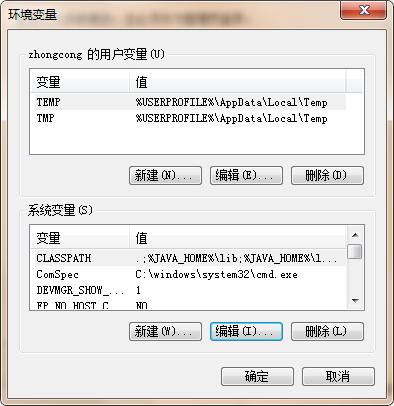 环境变量
zhongcong 的用户变量(U)
变量 值
TEMP %USERPROFILE%\AppData\Local\Temp
TMP %USERPROFILE%\AppData\Local\Temp
新建(N)... 编辑(E)... 删除(D)
系统变量(S)
变量 值
CLASSPATH .;%JAVA_HOME%\lib;%JAVA_HOME%\l...
ComSpec C:\windows\system32\cmd.exe
DEVMGR_SHOW_... 1
FP_NO_HOST_C... NO
新建(W)... 编辑(I)... 删除(L)
确定 取消